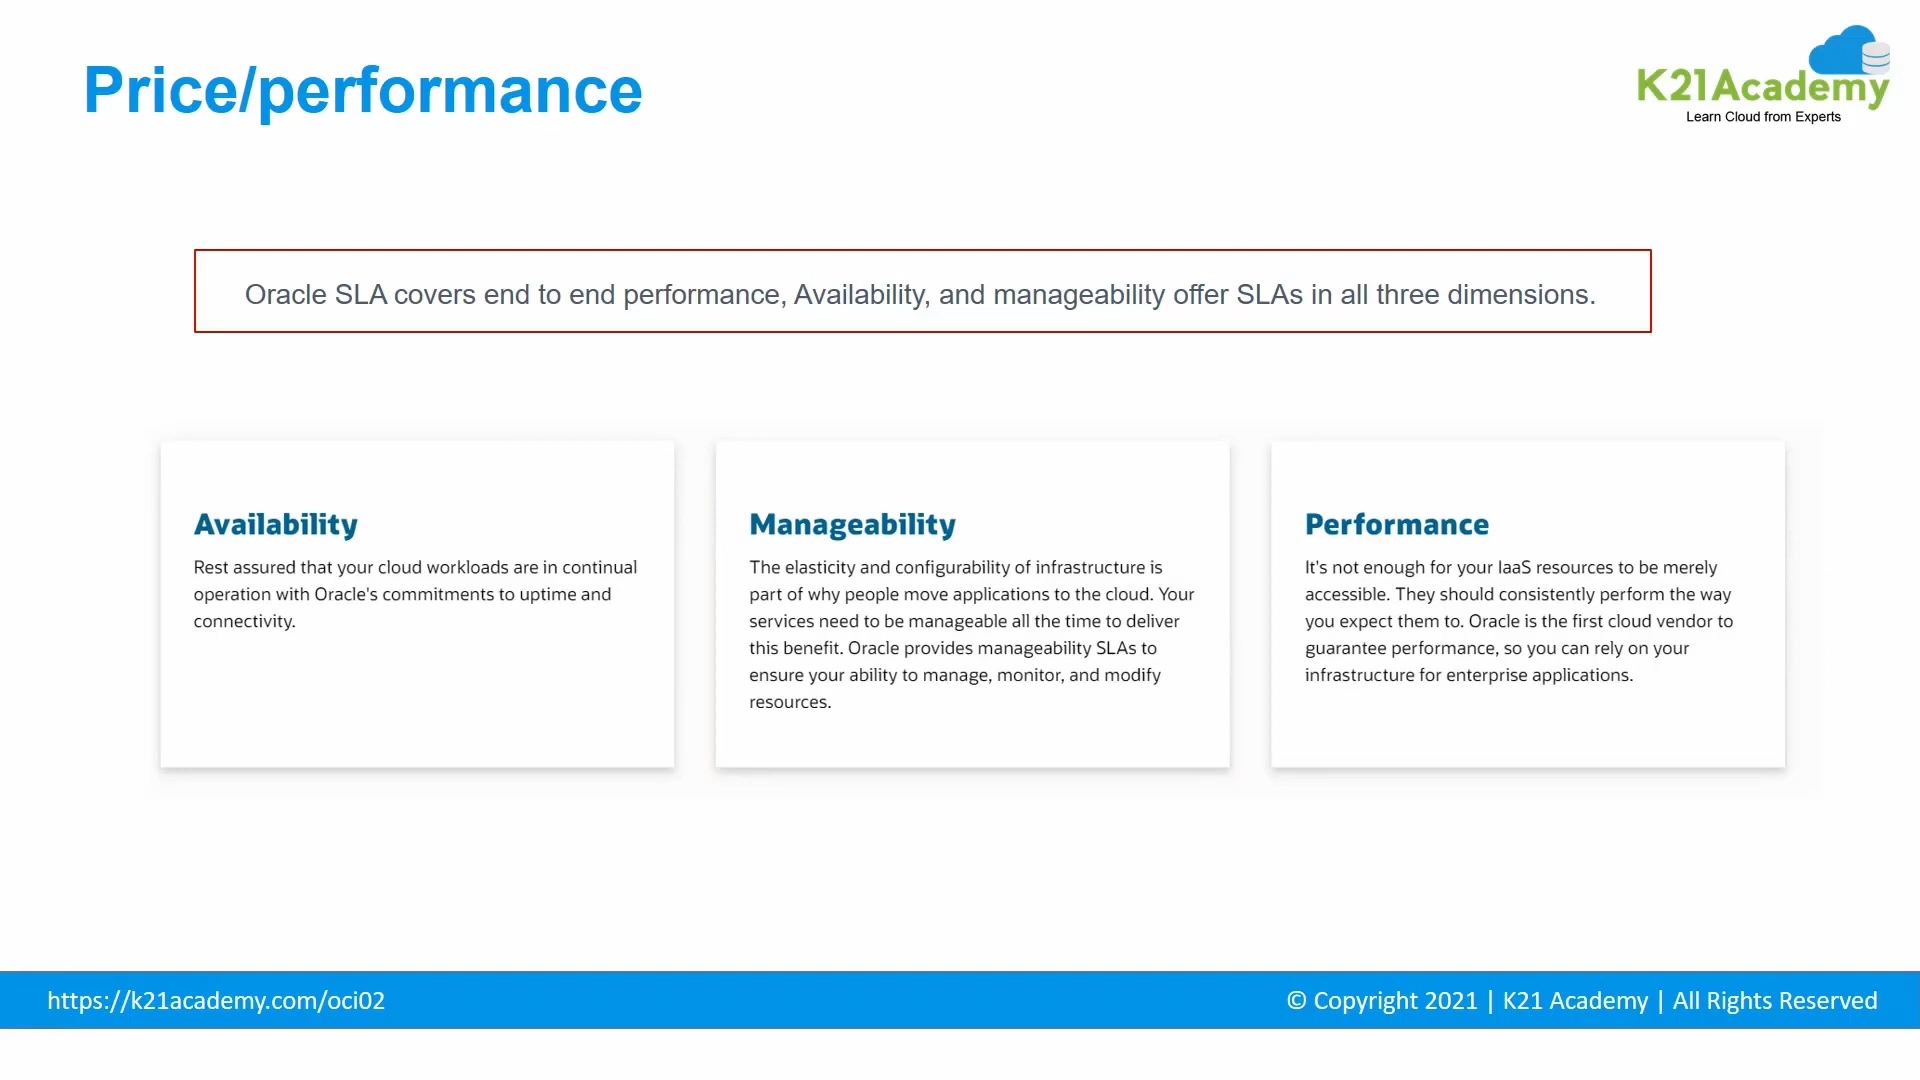 Price/performance
K21Academy
Learn Cloud from Experts
Oracle SLA covers end to end performance, Availability, and manageability offer SLAs in all three dimensions.
Availability
Rest assured that your cloud workloads are in continual
operation with Oracle's commitments to uptime and
connectivity.
Manageability
The elasticity and configurability of infrastructure is
part of why people move applications to the cloud. Your
services need to be manageable all the time to deliver
this benefit. Oracle provides manageability SLAs to
ensure your ability to manage, monitor, and modify
resources.
Performance
It's not enough for your IaaS resources to be merely
accessible. They should consistently perform the way
you expect them to. Oracle is the first cloud vendor to
guarantee performance, so you can rely on your
infrastructure for enterprise applications.
https://k21academy.com/oci02
© Copyright 2021 | K21 Academy | All Rights Reserved